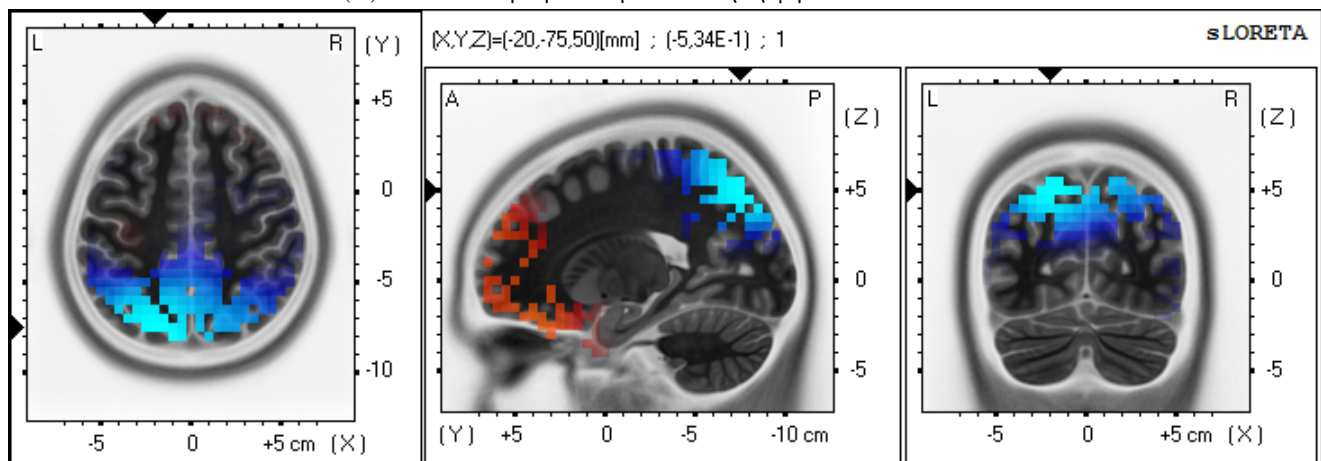 (X,Y,Z)=(-20,-75,50)[mm] ; (-5,34E-1) ; 1
sLORETA
L R (Y)
+5
0
-5
-10
-5 0 +5 cm (X)
A P (Z)
+5
0
-5
(Y) +5 0 -5 -10 cm
L R (Z)
+5
0
-5
-5 0 +5 cm (X)